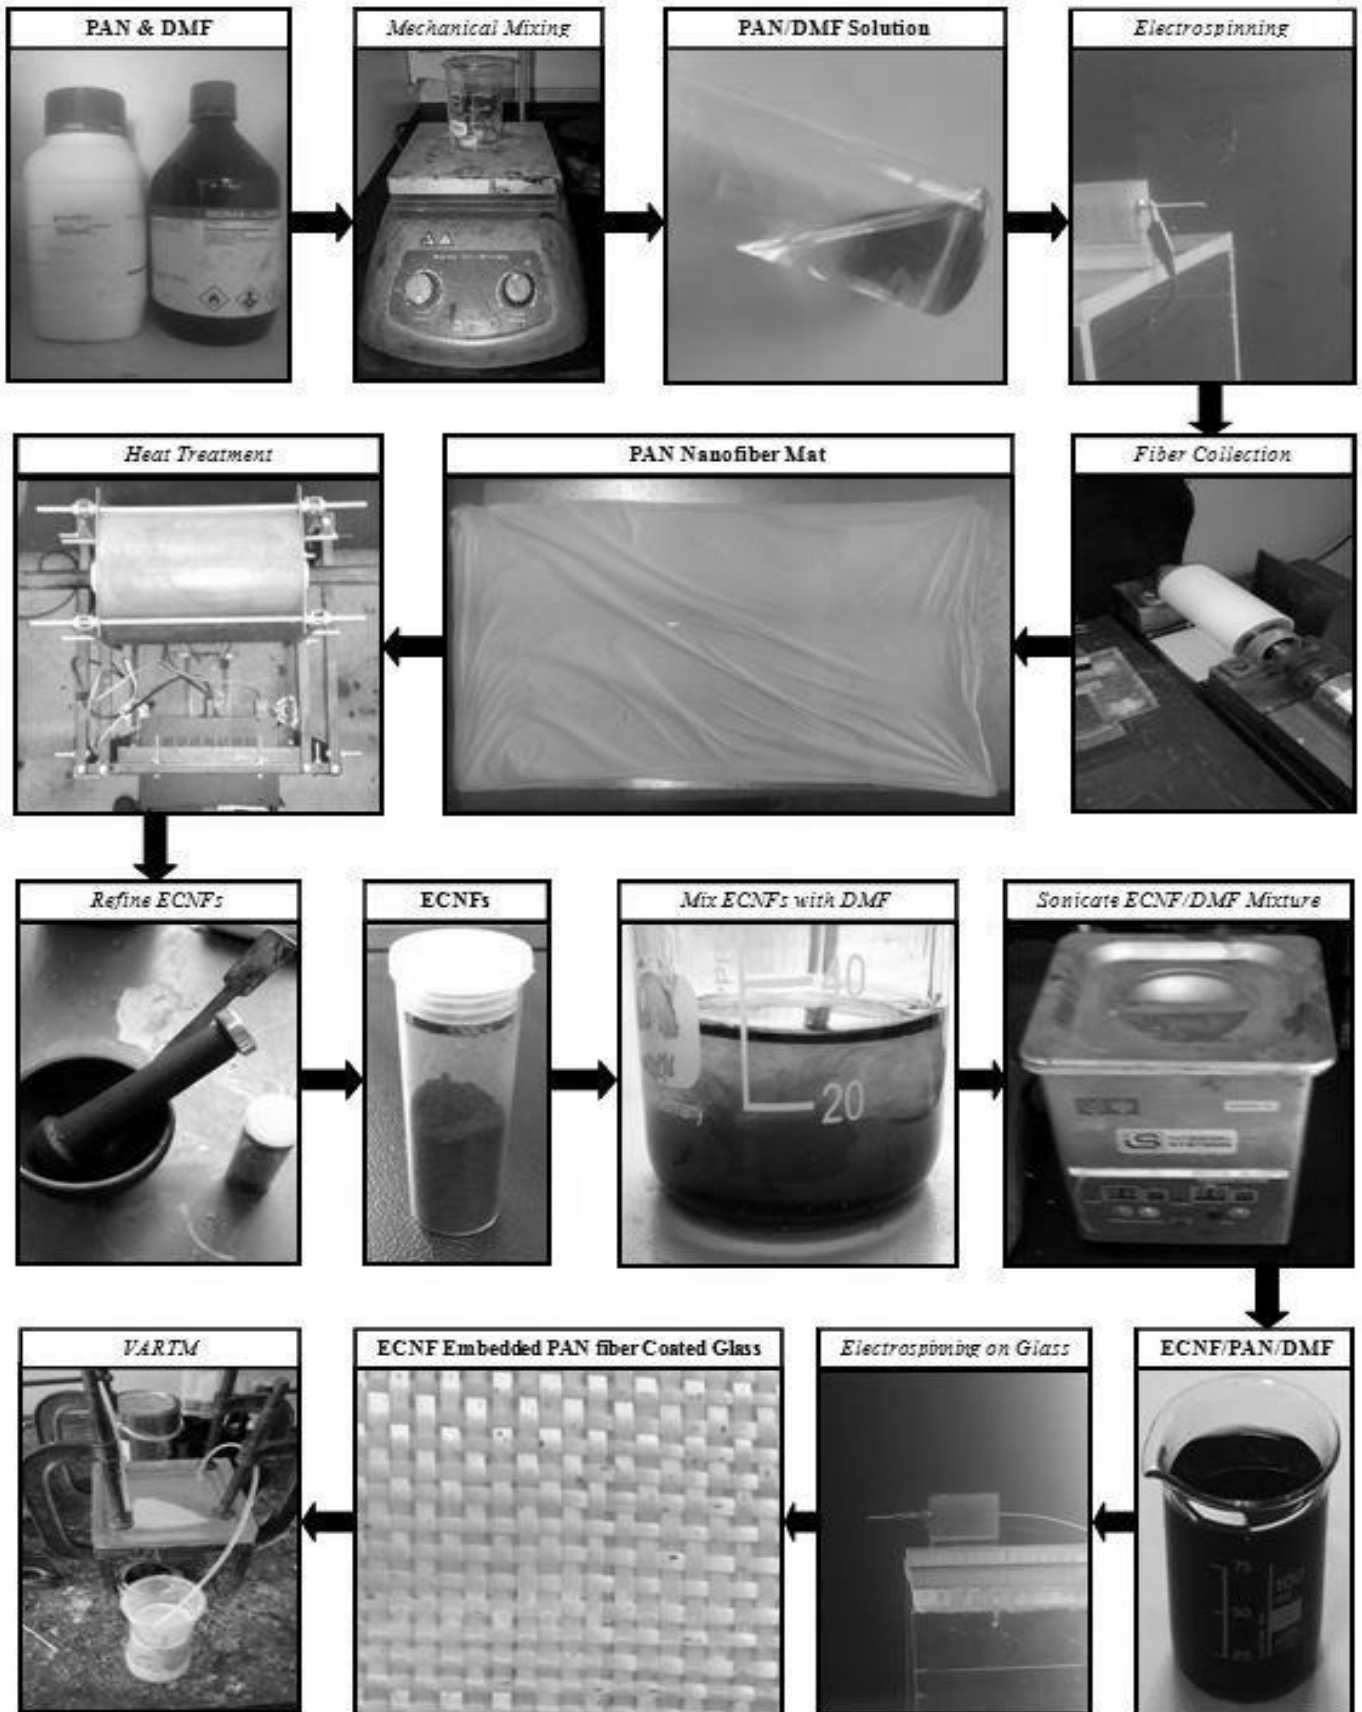 PAN & DMF
Mechanical Mixing
PAN/DMF Solution
Electrospinning
Heat Treatment
PAN Nanofiber Mat
Fiber Collection
Refine ECNFs
ECNFs
Mix ECNFs with DMF
Sonicate ECNF/DMF Mixture
40
20
VARTM
ECNF Embedded PAN fiber Coated Glass
Electrospinning on Glass
ECNF/PAN/DMF
100
50